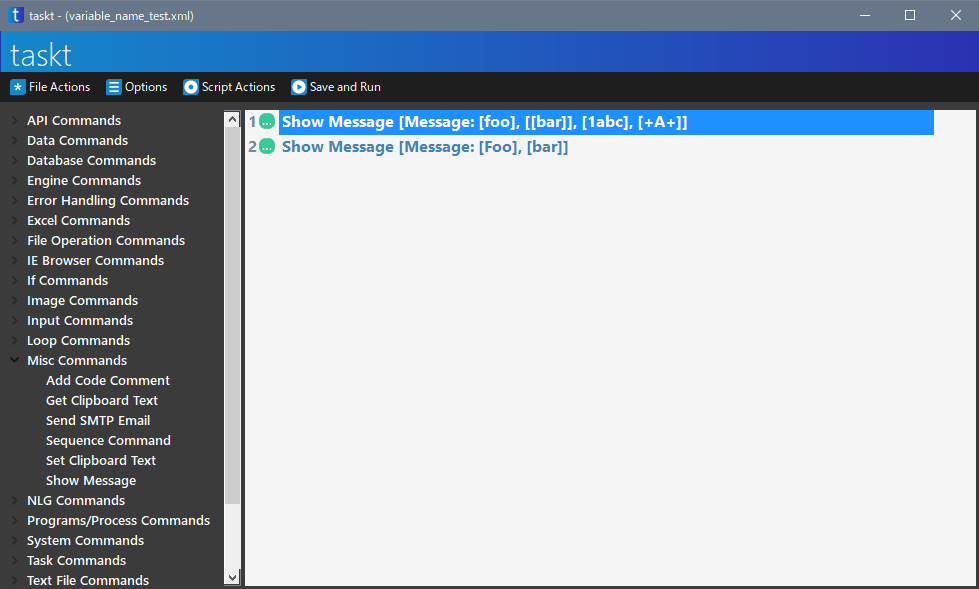 taskt - (variable_name_test.xml)
taskt
File Actions Options Script Actions Save and Run
API Commands
Data Commands
Database Commands
Engine Commands
Error Handling Commands
Excel Commands
File Operation Commands
IE Browser Commands
If Commands
Image Commands
Input Commands
Loop Commands
Misc Commands
Add Code Comment
Get Clipboard Text
Send SMTP Email
Sequence Command
Set Clipboard Text
Show Message
NLG Commands
Programs/Process Commands
System Commands
Task Commands
Text File Commands
1 Show Message [Message: [foo], [[bar]], [1abc], [+A+]]
2 Show Message [Message: [Foo], [bar]]